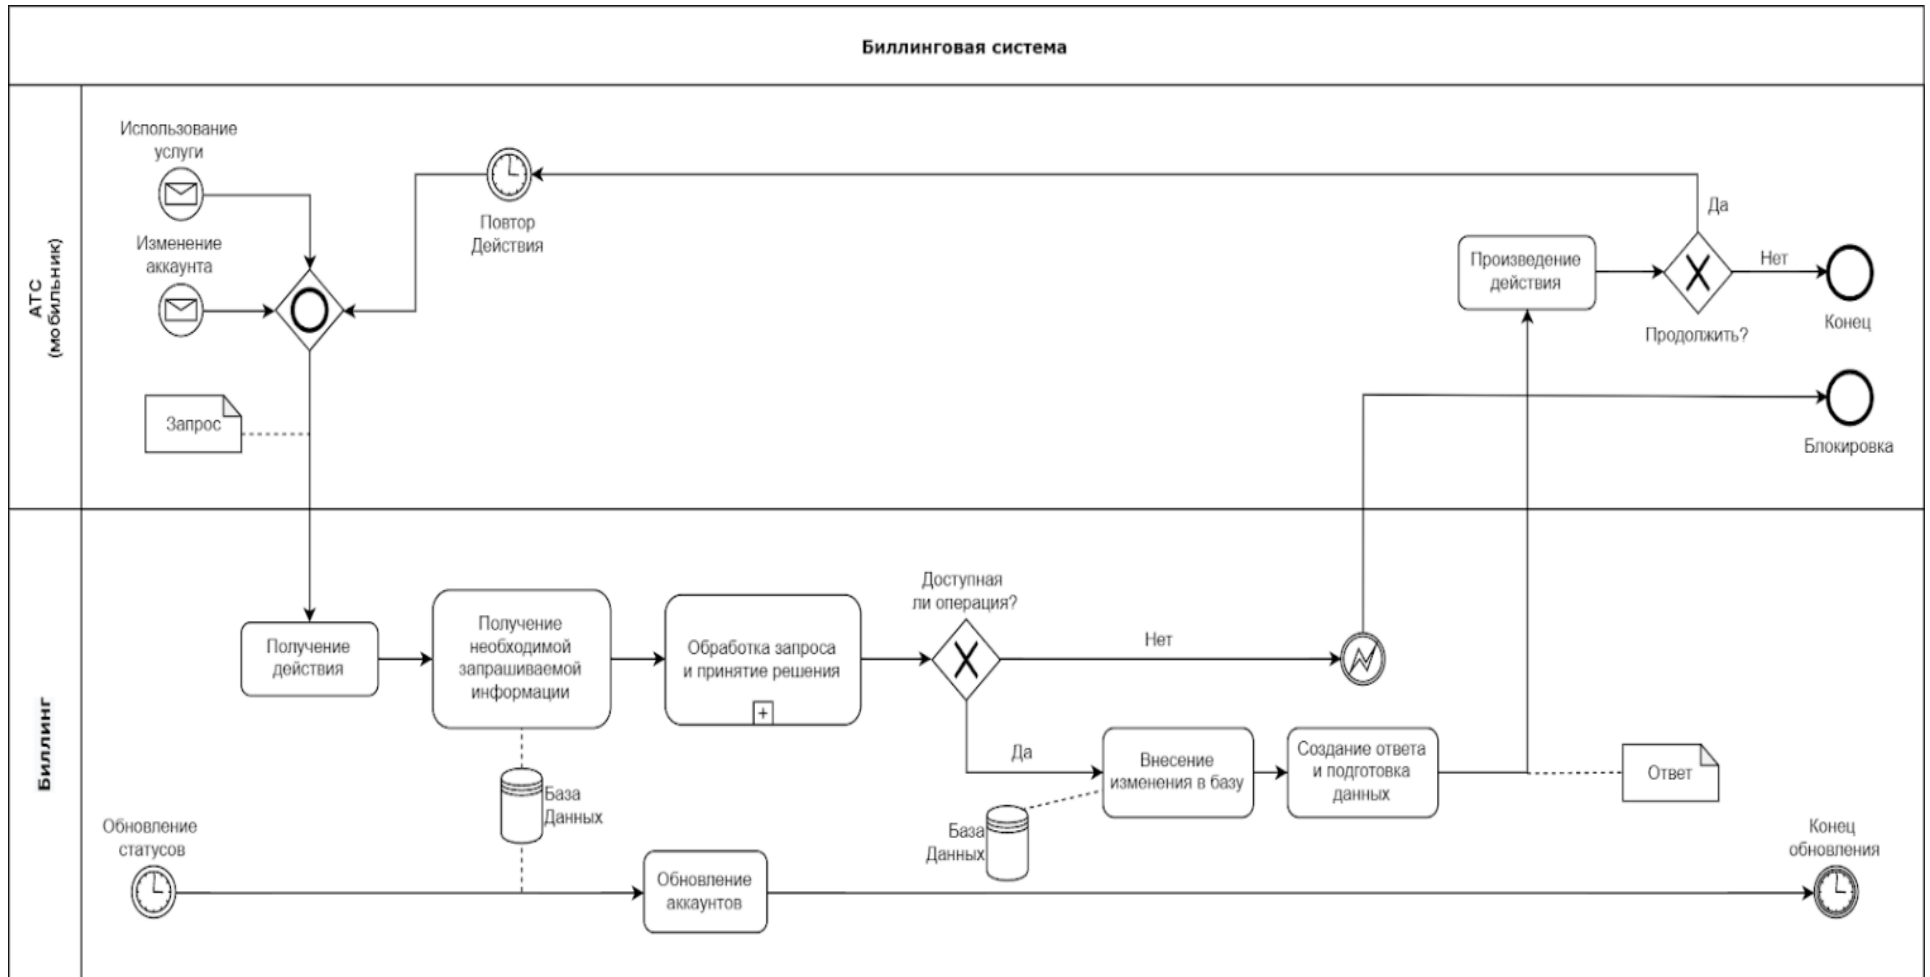 Биллинговая система
АТС
(мобильник)
Использование
услуги
Изменение
аккаунта
Повтор
Действия
Запрос
Произведение
действия
Да
Нет
Продолжить?
Конец
Блокировка
Биллинг
Получение
действия
Получение
необходимой
запрашиваемой
информации
Обработка запроса
и принятие решения
Доступная
ли операция?
Нет
Да
Внесение
изменения в базу
Создание ответа
и подготовка
данных
Ответ
База
Данных
База
Данных
Обновление
статусов
Обновление
аккаунтов
Конец
обновления